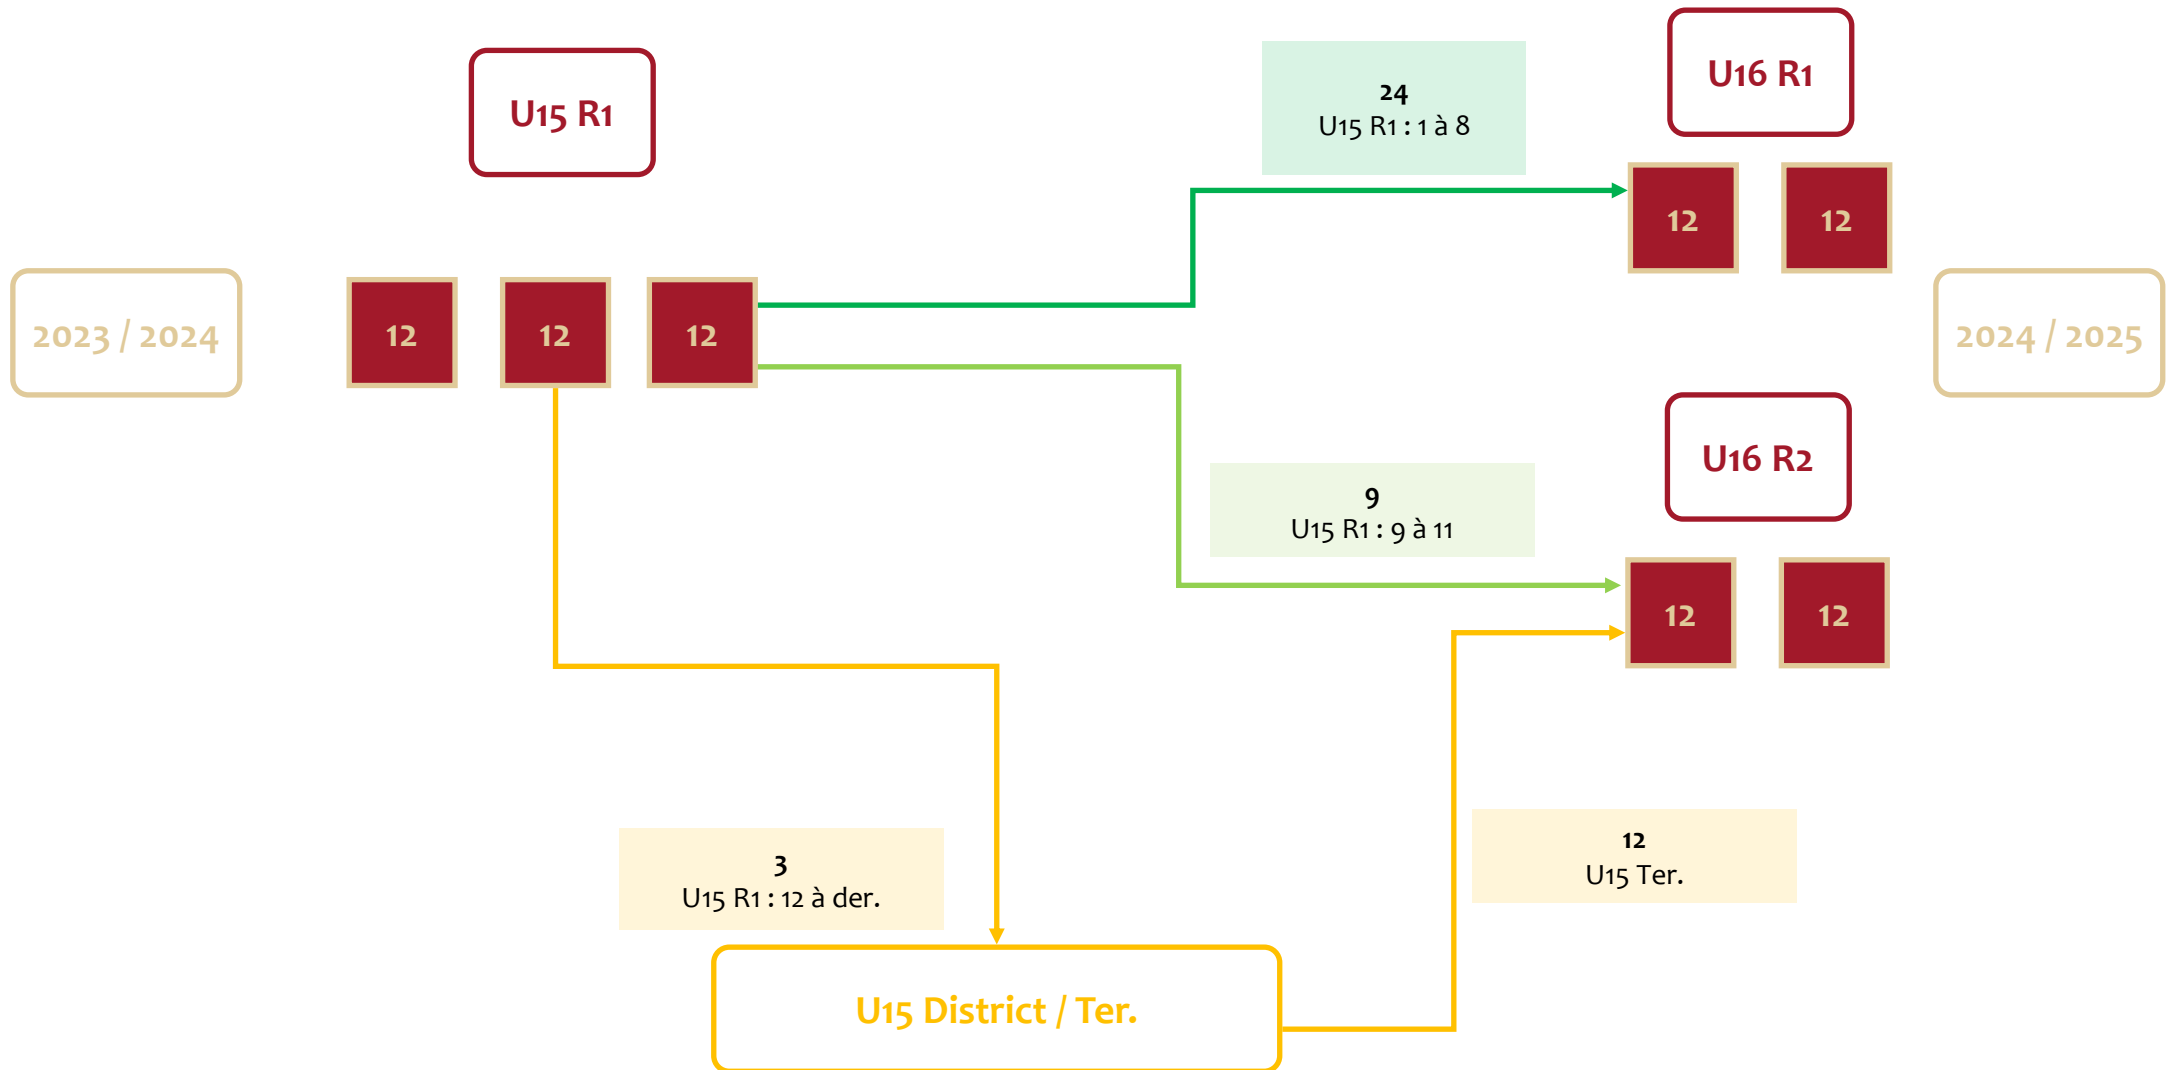 U15 R1
24
U15 R1 : 1 à 8
U16 R1
12
12
2023 / 2024
12
12
12
2024 / 2025
U16 R2
9
U15 R1 : 9 à 11
12
12
3
U15 R1 : 12 à der.
12
U15 Ter.
U15 District / Ter.